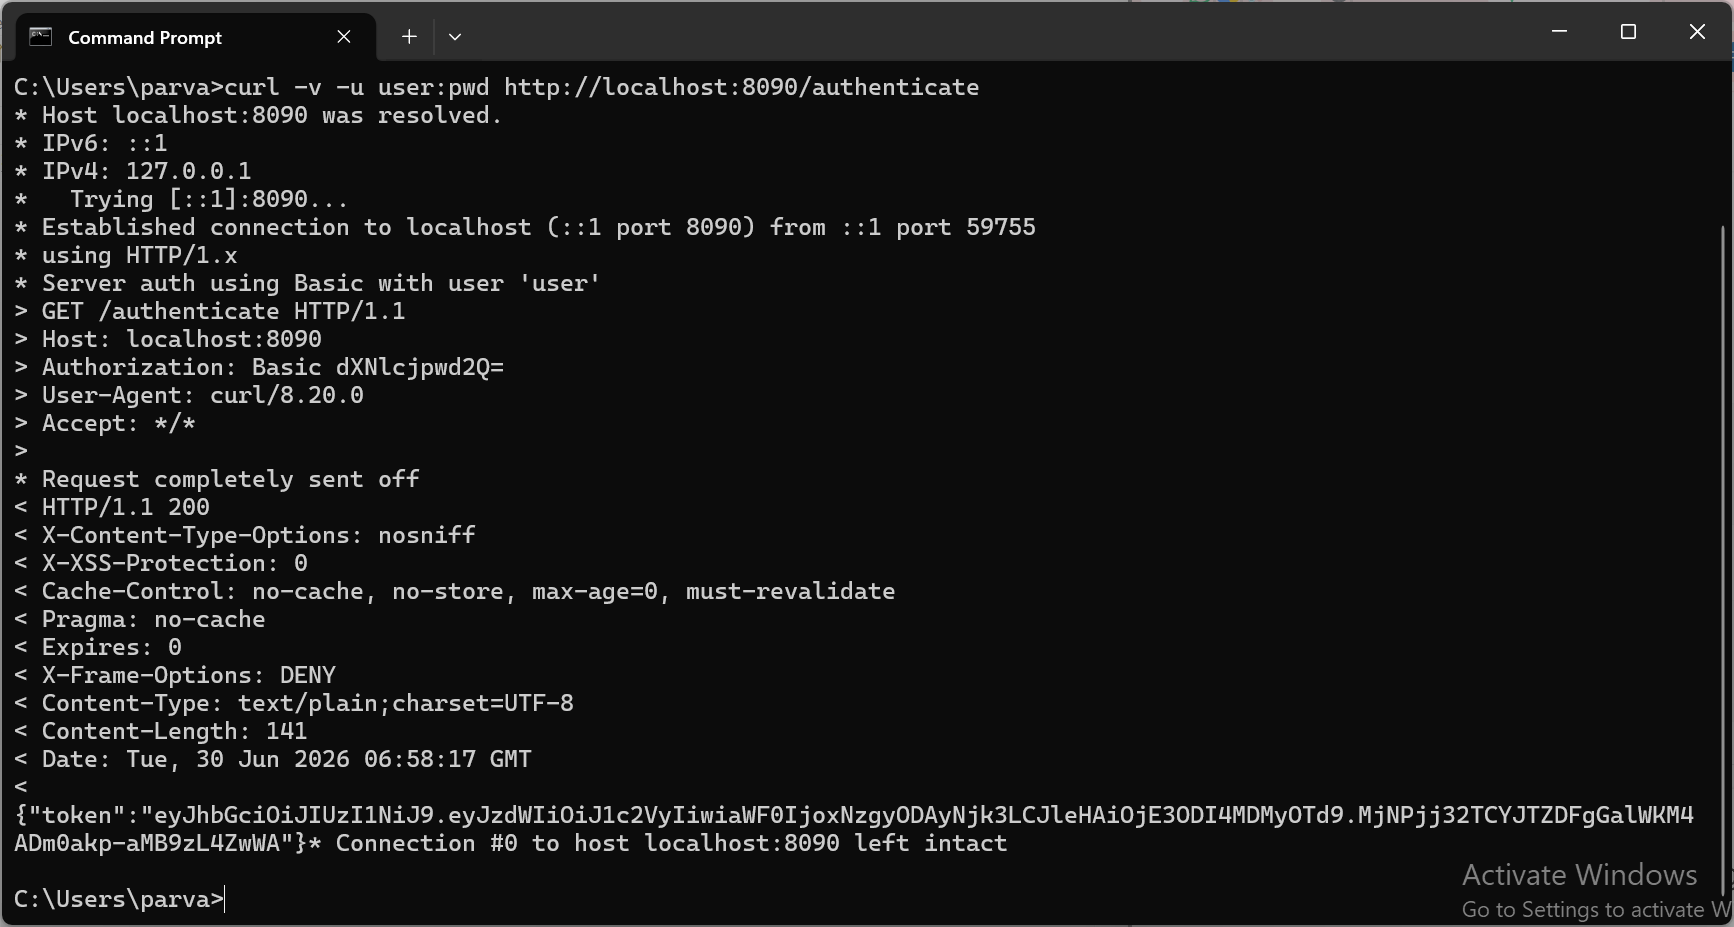 Command Prompt
C:\Users\parva>curl -v -u user:pwd http://localhost:8090/authenticate
* Host localhost:8090 was resolved.
* IPv6: ::1
* IPv4: 127.0.0.1
*   Trying [::1]:8090...
* Established connection to localhost (::1 port 8090) from ::1 port 59755
* using HTTP/1.x
* Server auth using Basic with user 'user'
> GET /authenticate HTTP/1.1
> Host: localhost:8090
> Authorization: Basic dXNlcjpwd2Q=
> User-Agent: curl/8.20.0
> Accept: */*
>
* Request completely sent off
< HTTP/1.1 200
< X-Content-Type-Options: nosniff
< X-XSS-Protection: 0
< Cache-Control: no-cache, no-store, max-age=0, must-revalidate
< Pragma: no-cache
< Expires: 0
< X-Frame-Options: DENY
< Content-Type: text/plain;charset=UTF-8
< Content-Length: 141
< Date: Tue, 30 Jun 2026 06:58:17 GMT
<
{"token":"eyJhbGciOiJIUzI1NiJ9.eyJzdWIiOiJ1c2VyIiwiaWF0IjoxNzgyODAyNjk3LCJleHAiOjE3ODI4MDMyOTd9.MjNPjj32TCYJTZDFgGalWKM4
ADm0akp-aMB9zL4ZwWA"}* Connection #0 to host localhost:8090 left intact
C:\Users\parva>
Activate Windows
Go to Settings to activate W